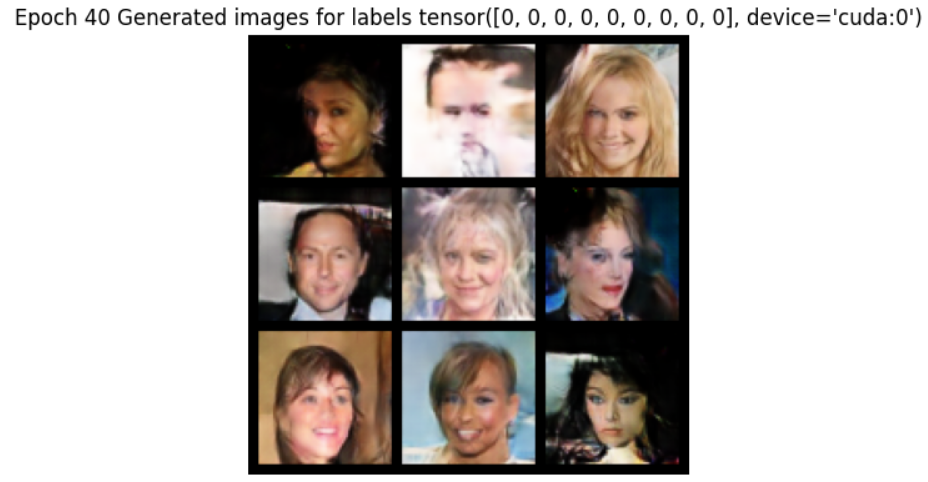 Epoch 40 Generated images for labels tensor([0, 0, 0, 0, 0, 0, 0, 0, 0], device='cuda:0')